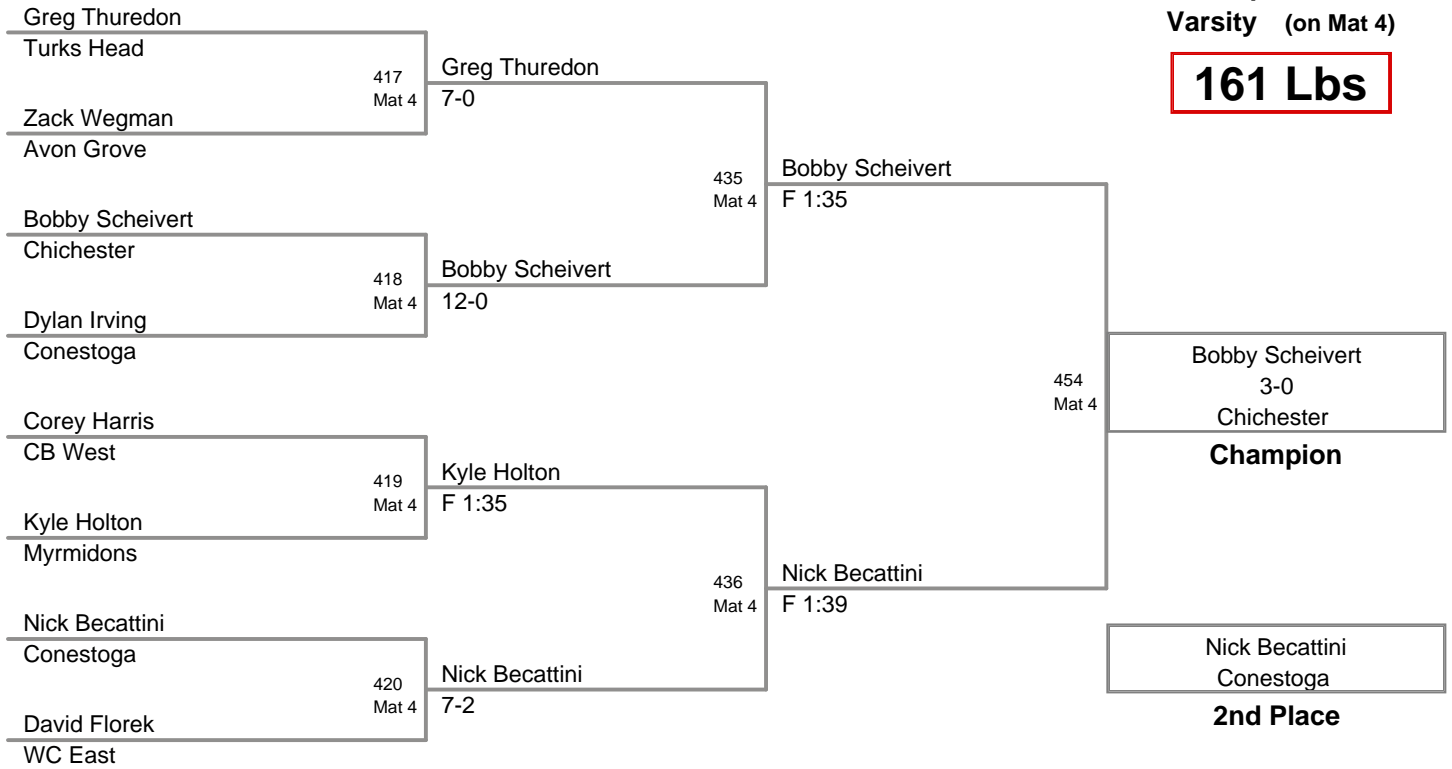 Greg Thuredon
Turks Head
Zack Wegman
Avon Grove
Bobby Scheivert
Chichester
Dylan Irving
Conestoga
Corey Harris
CB West
Kyle Holton
Myrmidons
Nick Becattini
Conestoga
David Florek
WC East
417
Mat 4
Greg Thuredon
7-0
418
Mat 4
Bobby Scheivert
12-0
419
Mat 4
Kyle Holton
F 1:35
420
Mat 4
Nick Becattini
7-2
435
Mat 4
Bobby Scheivert
F 1:35
436
Mat 4
Nick Becattini
F 1:39
454
Mat 4
Varsity (on Mat 4)
161 Lbs
Bobby Scheivert
3-0
Chichester
Champion
Nick Becattini
Conestoga
2nd Place